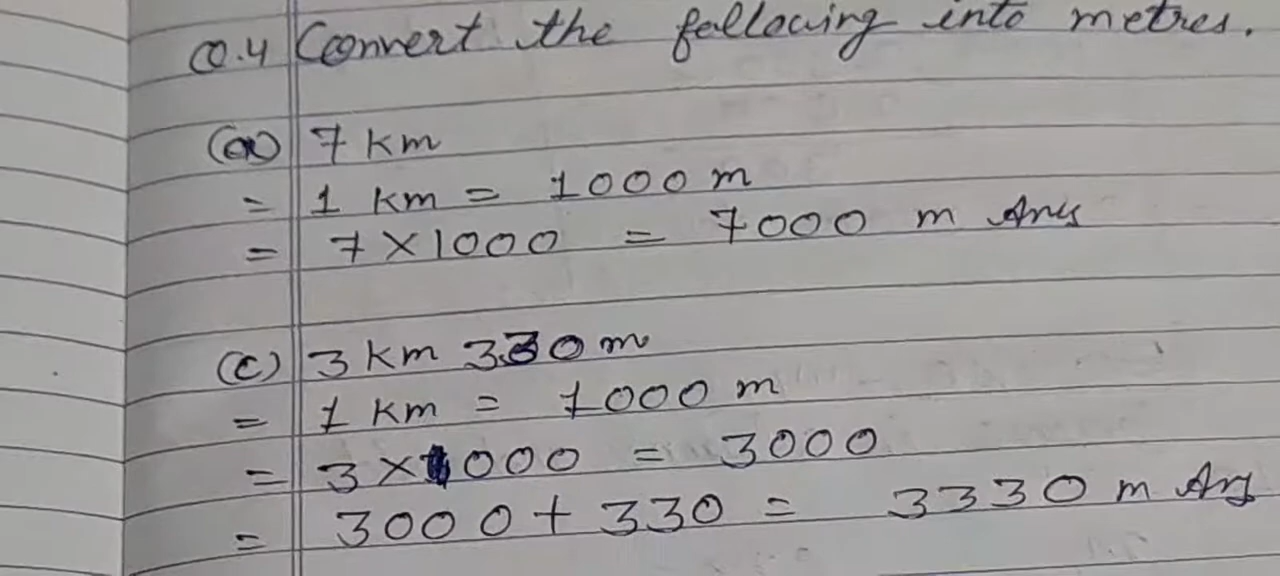 Q.4 Convert the following into metres.
(a) 7 km
= 1 km = 1000 m
= 7 × 1000 = 7000 m Ans
(c) 3 km 330 m
= 1 km = 1000 m
= 3 × 1000 = 3000
= 3000 + 330 = 3330 m Ans